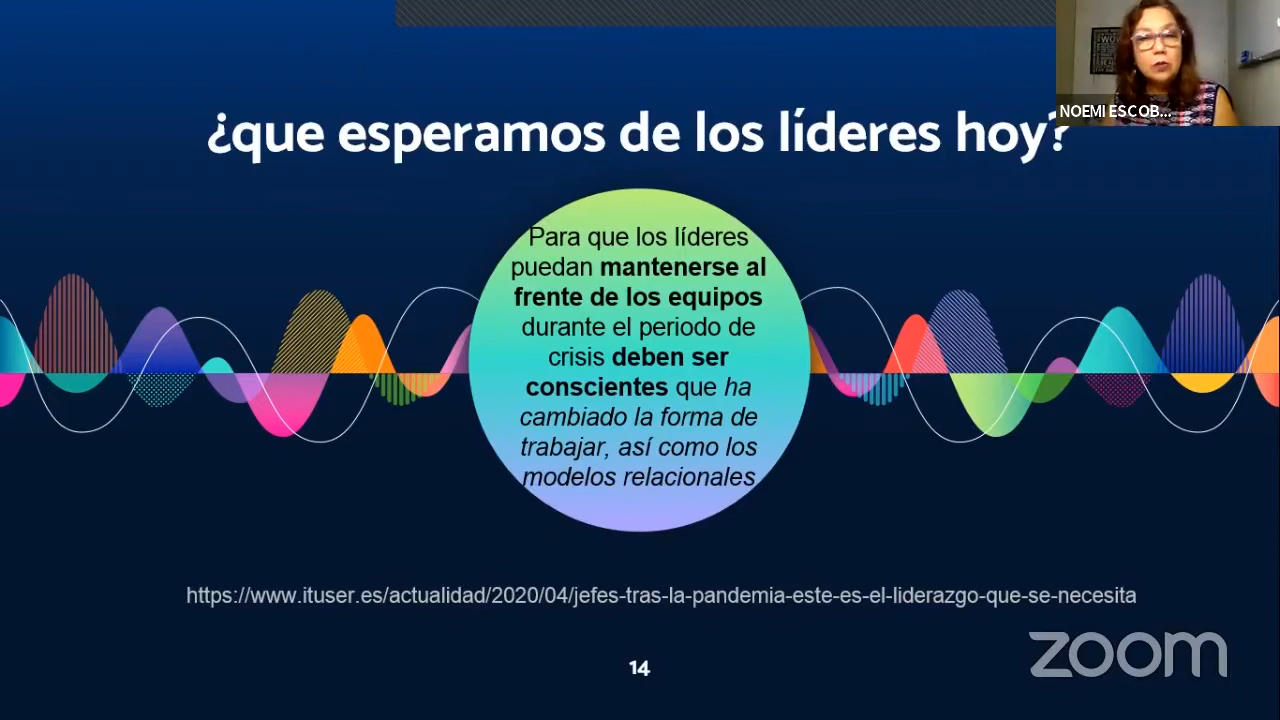 NOEMI ESCOB...
¿que esperamos de los líderes hoy?
Para que los líderes
puedan mantenerse al
frente de los equipos
durante el periodo de
crisis deben ser
conscientes que ha
cambiado la forma de
trabajar, así como los
modelos relacionales
https://www.ituser.es/actualidad/2020/04/jefes-tras-la-pandemia-este-es-el-liderazgo-que-se-necesita
zoom
14